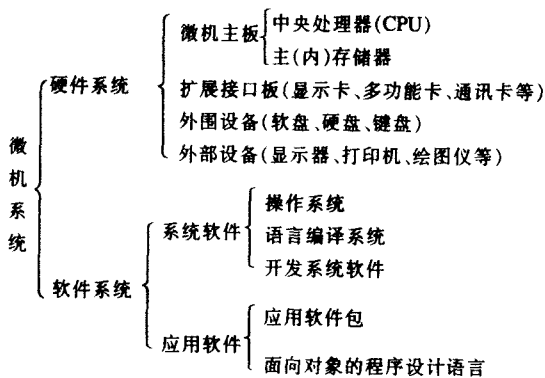 微机系统
硬件系统
微机主板
中央处理器(CPU)
主(内)存储器
扩展接口板(显示卡、多功能卡、通讯卡等)
外围设备(软盘、硬盘、键盘)
外部设备(显示器、打印机、绘图仪等)
软件系统
系统软件
操作系统
语言编译系统
开发系统软件
应用软件
应用软件包
面向对象的程序设计语言